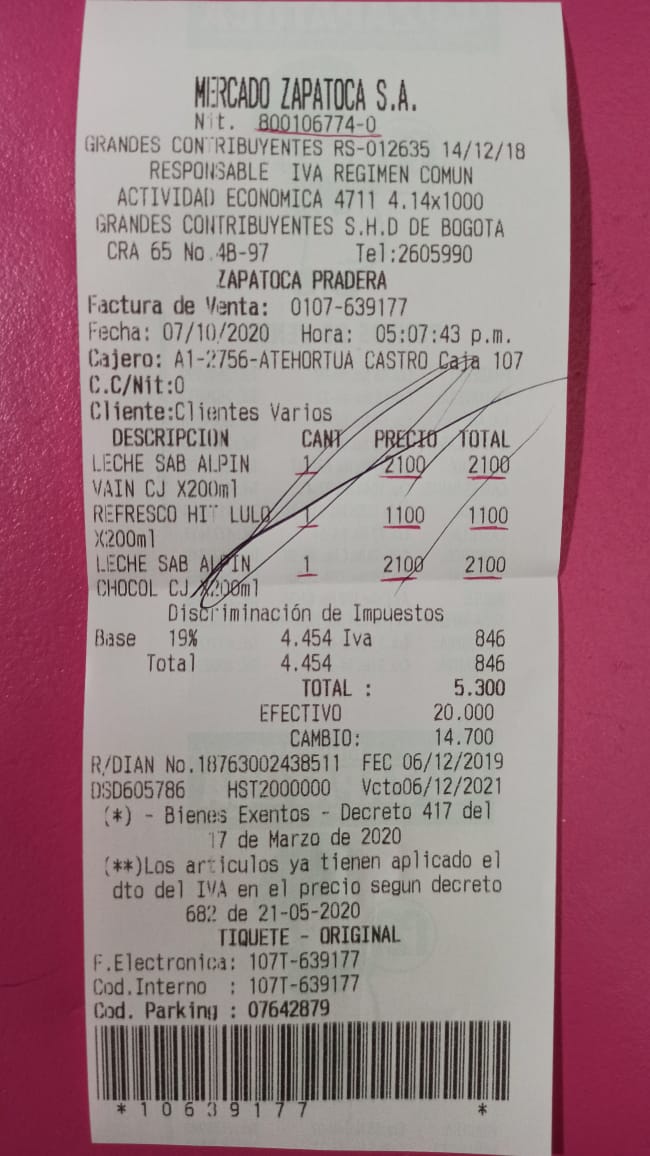 MERCADO ZAPATOCA S.A.
Nit. 800106774-0
GRANDES CONTRIBUYENTES RS-012635 14/12/18
RESPONSABLE IVA REGIMEN COMUN
ACTIVIDAD ECONOMICA 4711 4.14x1000
GRANDES CONTRIBUYENTES S.H.D DE BOGOTA
CRA 65 No.4B-97 Tel:2605990
ZAPATOCA PRADERA
Factura de Venta: 0107-639177
Fecha: 07/10/2020 Hora: 05:07:43 p.m.
Cajero: A1-2756-ATEHORTUA CASTRO Caja 107
C.C/Nit:0
Cliente:Clientes Varios
DESCRIPCION CANT PRECIO TOTAL
LECHE SAB ALPIN 1 2100 2100
VAIN CJ X200ml
REFRESCO HIT LULO 1 1100 1100
X200ml
LECHE SAB ALPIN 1 2100 2100
CHOCOL CJ X200ml
Discriminación de Impuestos
Base 19% 4.454 Iva 846
Total 4.454 846
TOTAL : 5.300
EFECTIVO 20.000
CAMBIO: 14.700
R/DIAN No.18763002438511 FEC 06/12/2019
DSD605786 HST2000000 Vcto06/12/2021
(*) - Bienes Exentos - Decreto 417 del
17 de Marzo de 2020
(**)Los articulos ya tienen aplicado el
dto del IVA en el precio segun decreto
682 de 21-05-2020
TIQUETE - ORIGINAL
F.Electronica: 107T-639177
Cod.Interno : 107T-639177
Cod. Parking : 07642879
*10639177 *